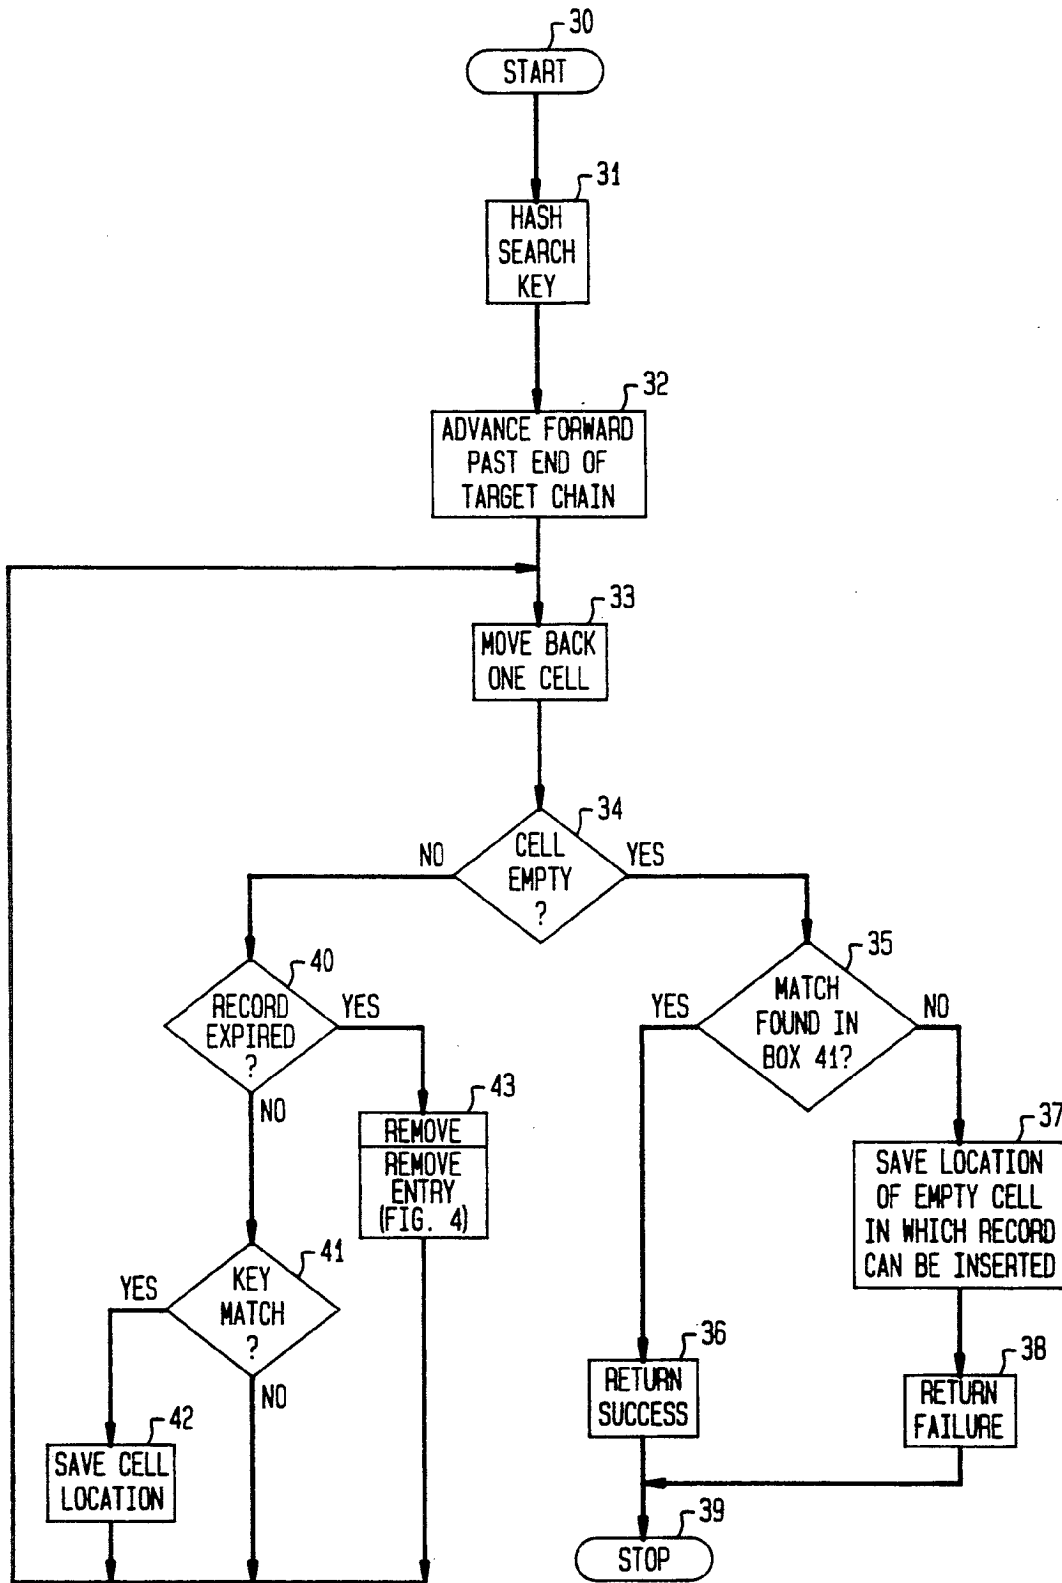 30
START
31
HASH
SEARCH
KEY
32
ADVANCE FORWARD
PAST END OF
TARGET CHAIN
33
MOVE BACK
ONE CELL
34
CELL
EMPTY
?
NO
YES
40
RECORD
EXPIRED
?
YES
NO
35
MATCH
FOUND IN
BOX 41?
YES
NO
43
REMOVE
REMOVE
ENTRY
(FIG. 4)
37
SAVE LOCATION
OF EMPTY CELL
IN WHICH RECORD
CAN BE INSERTED
41
KEY
MATCH
?
YES
NO
36
RETURN
SUCCESS
38
RETURN
FAILURE
42
SAVE CELL
LOCATION
39
STOP